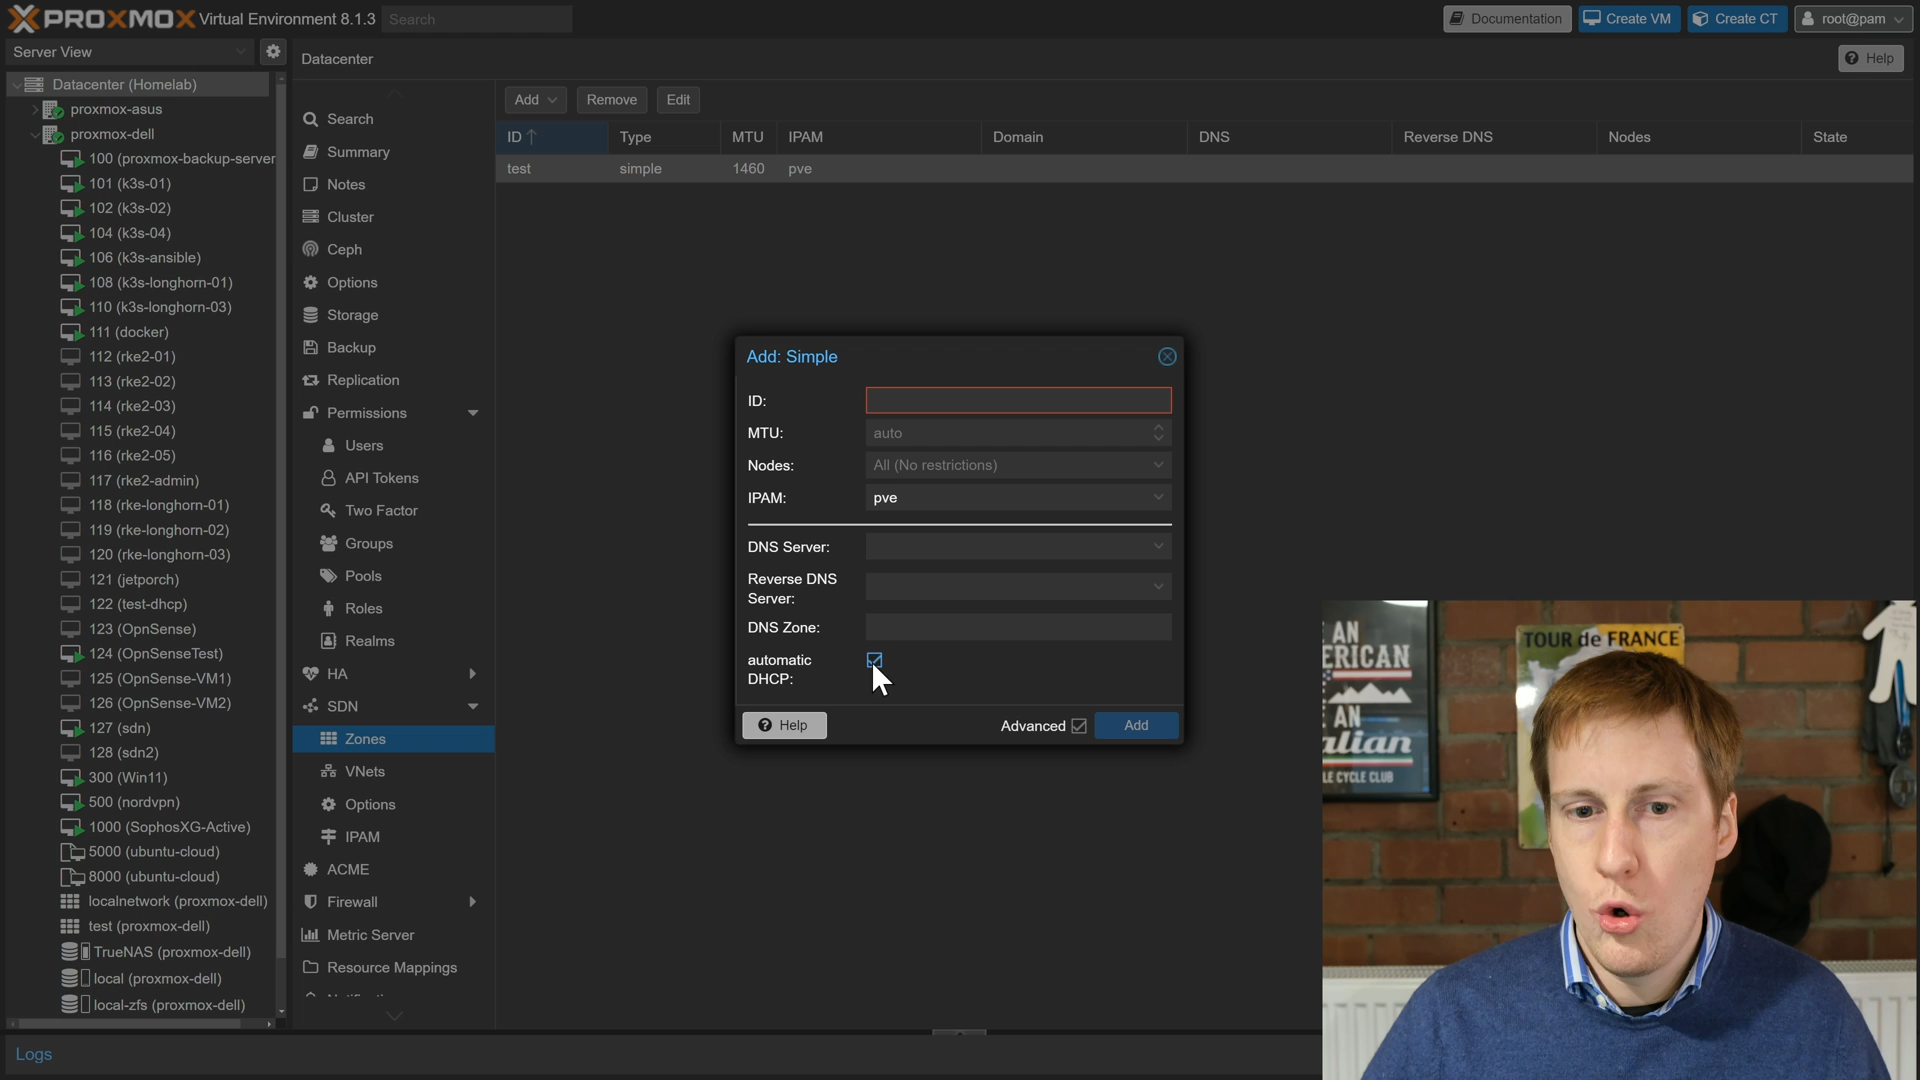 PROXMOX Virtual Environment 8.1.3 Search
Documentation Create VM Create CT root@pam
Server View
Datacenter
Help
Datacenter (Homelab)
proxmox-asus
proxmox-dell
100 (proxmox-backup-server
101 (k3s-01)
102 (k3s-02)
104 (k3s-04)
106 (k3s-ansible)
108 (k3s-longhorn-01)
110 (k3s-longhorn-03)
111 (docker)
112 (rke2-01)
113 (rke2-02)
114 (rke2-03)
115 (rke2-04)
116 (rke2-05)
117 (rke2-admin)
118 (rke-longhorn-01)
119 (rke-longhorn-02)
120 (rke-longhorn-03)
121 (jetporch)
122 (test-dhcp)
123 (OpnSense)
124 (OpnSenseTest)
125 (OpnSense-VM1)
126 (OpnSense-VM2)
127 (sdn)
128 (sdn2)
300 (Win11)
500 (nordvpn)
1000 (SophosXG-Active)
5000 (ubuntu-cloud)
8000 (ubuntu-cloud)
localnetwork (proxmox-dell)
test (proxmox-dell)
TrueNAS (proxmox-dell)
local (proxmox-dell)
local-zfs (proxmox-dell)
Search
Summary
Notes
Cluster
Ceph
Options
Storage
Backup
Replication
Permissions
Users
API Tokens
Two Factor
Groups
Pools
Roles
Realms
HA
SDN
Zones
VNets
Options
IPAM
ACME
Firewall
Metric Server
Resource Mappings
Add Remove Edit
ID Type MTU IPAM Domain DNS Reverse DNS Nodes State
test simple 1460 pve
Add: Simple
ID:
MTU: auto
Nodes: All (No restrictions)
IPAM: pve
DNS Server:
Reverse DNS
Server:
DNS Zone:
automatic
DHCP:
Help Advanced Add
AN
ERICAN
AN
alian
LE CYCLE CLUB
TOUR de FRANCE
Logs